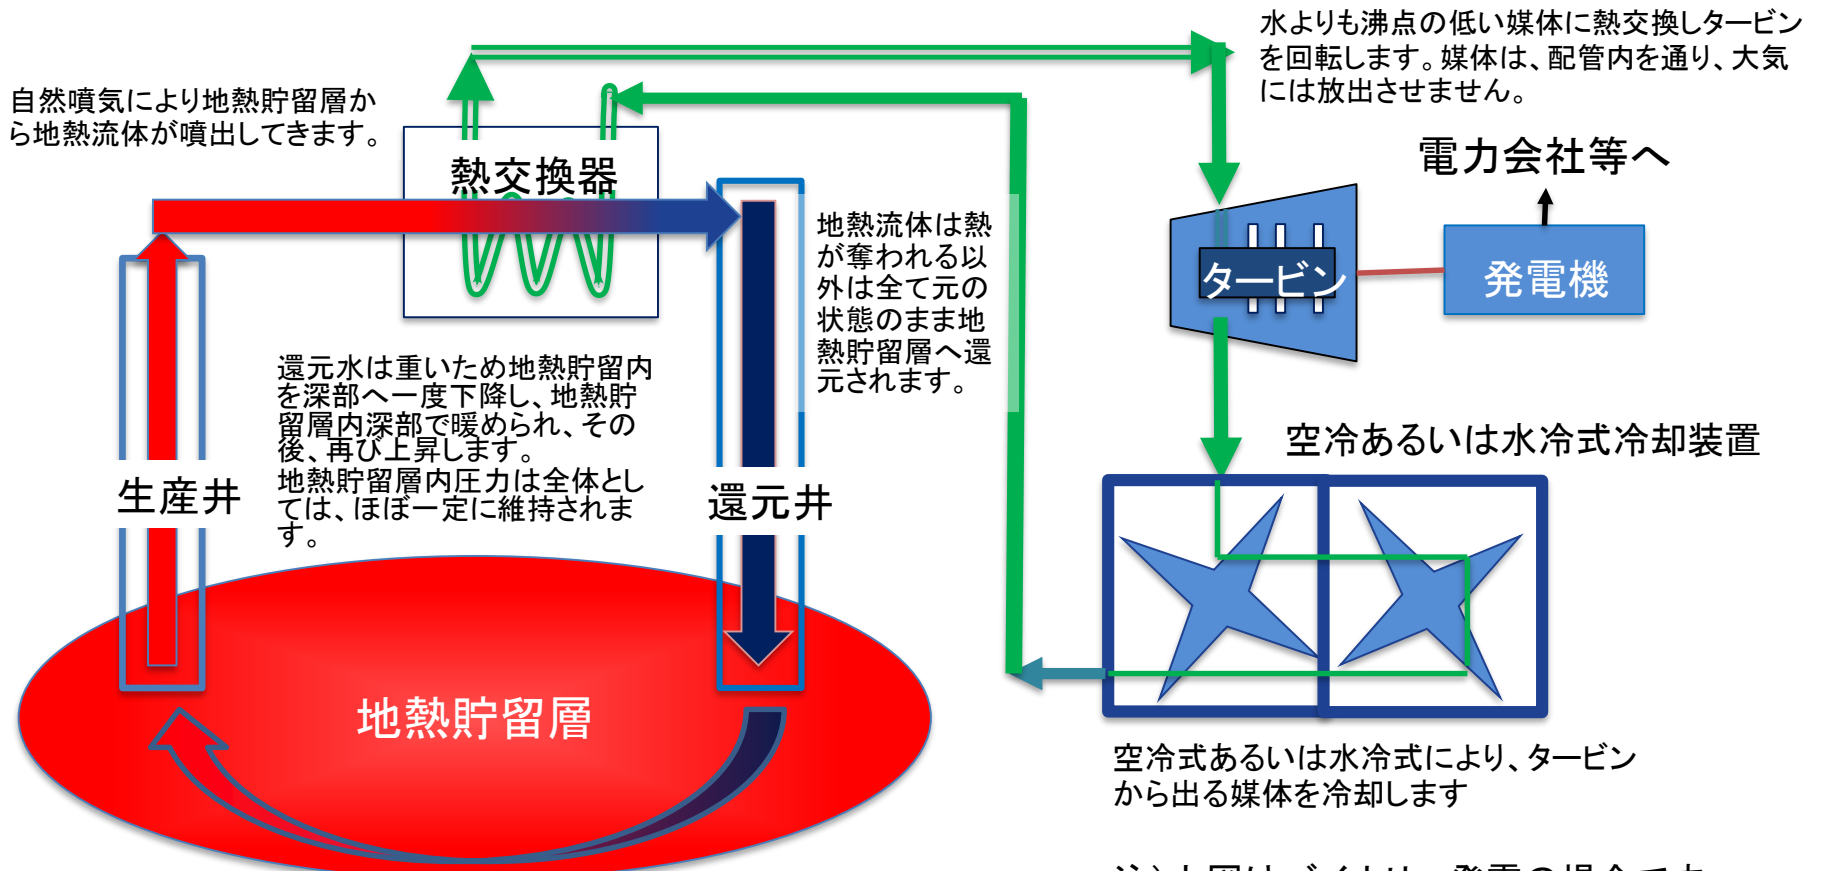 水よりも沸点の低い媒体に熱交換しタービン
を回転します。媒体は、配管内を通り、大気
には放出させません。
自然噴気により地熱貯留層か
ら地熱流体が噴出してきます。
電力会社等へ
熱交換器
地熱流体は熱
が奪われる以
外は全て元の
状態のまま地
熱貯留層へ還
元されます。
タービン
発電機
還元水は重いため地熱貯留内
を深部へ一度下降し、地熱貯
留層内深部で暖められ、その
後、再び上昇します。
地熱貯留層内圧力は全体とし
ては、ほぼ一定に維持されま
す。
空冷あるいは水冷式冷却装置
生産井
還元井
地熱貯留層
空冷式あるいは水冷式により、タービン
から出る媒体を冷却します